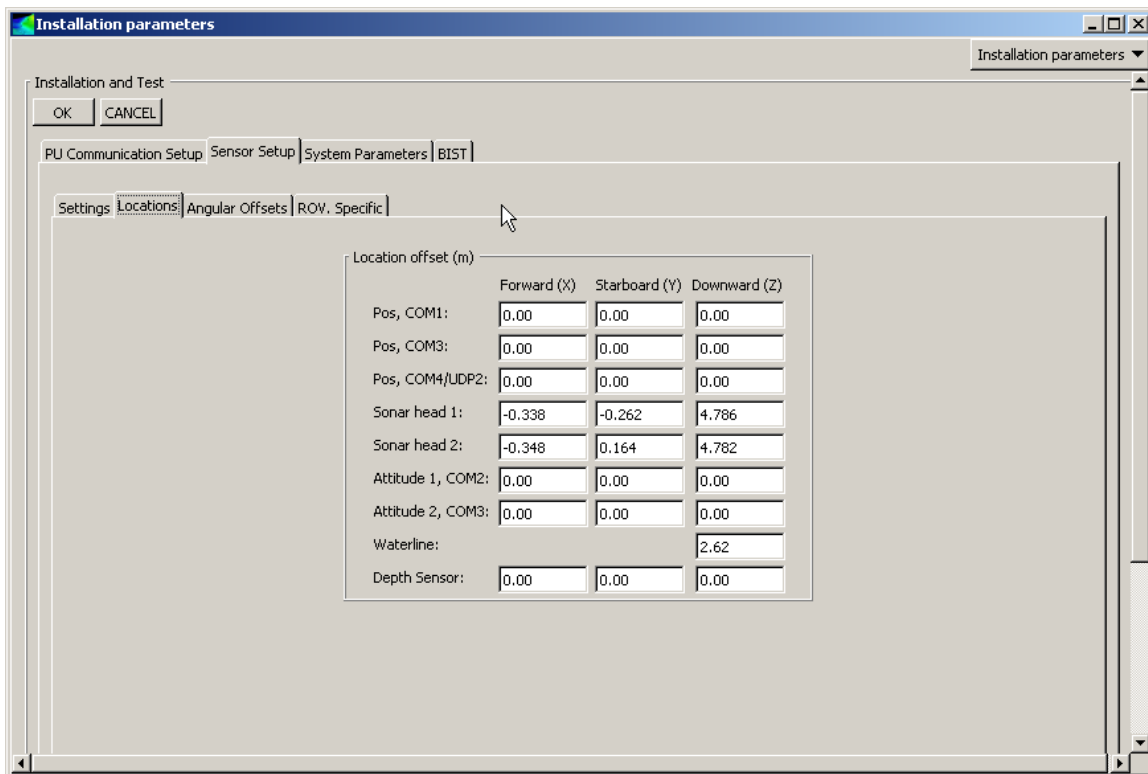 Installation parameters
Installation parameters
Installation and Test
OK CANCEL
PU Communication Setup Sensor Setup System Parameters BIST
Settings Locations Angular Offsets ROV. Specific
Location offset (m)
Forward (X) Starboard (Y) Downward (Z)
Pos, COM1: 0.00 0.00 0.00
Pos, COM3: 0.00 0.00 0.00
Pos, COM4/UDP2: 0.00 0.00 0.00
Sonar head 1: -0.338 -0.262 4.786
Sonar head 2: -0.348 0.164 4.782
Attitude 1, COM2: 0.00 0.00 0.00
Attitude 2, COM3: 0.00 0.00 0.00
Waterline: 2.62
Depth Sensor: 0.00 0.00 0.00